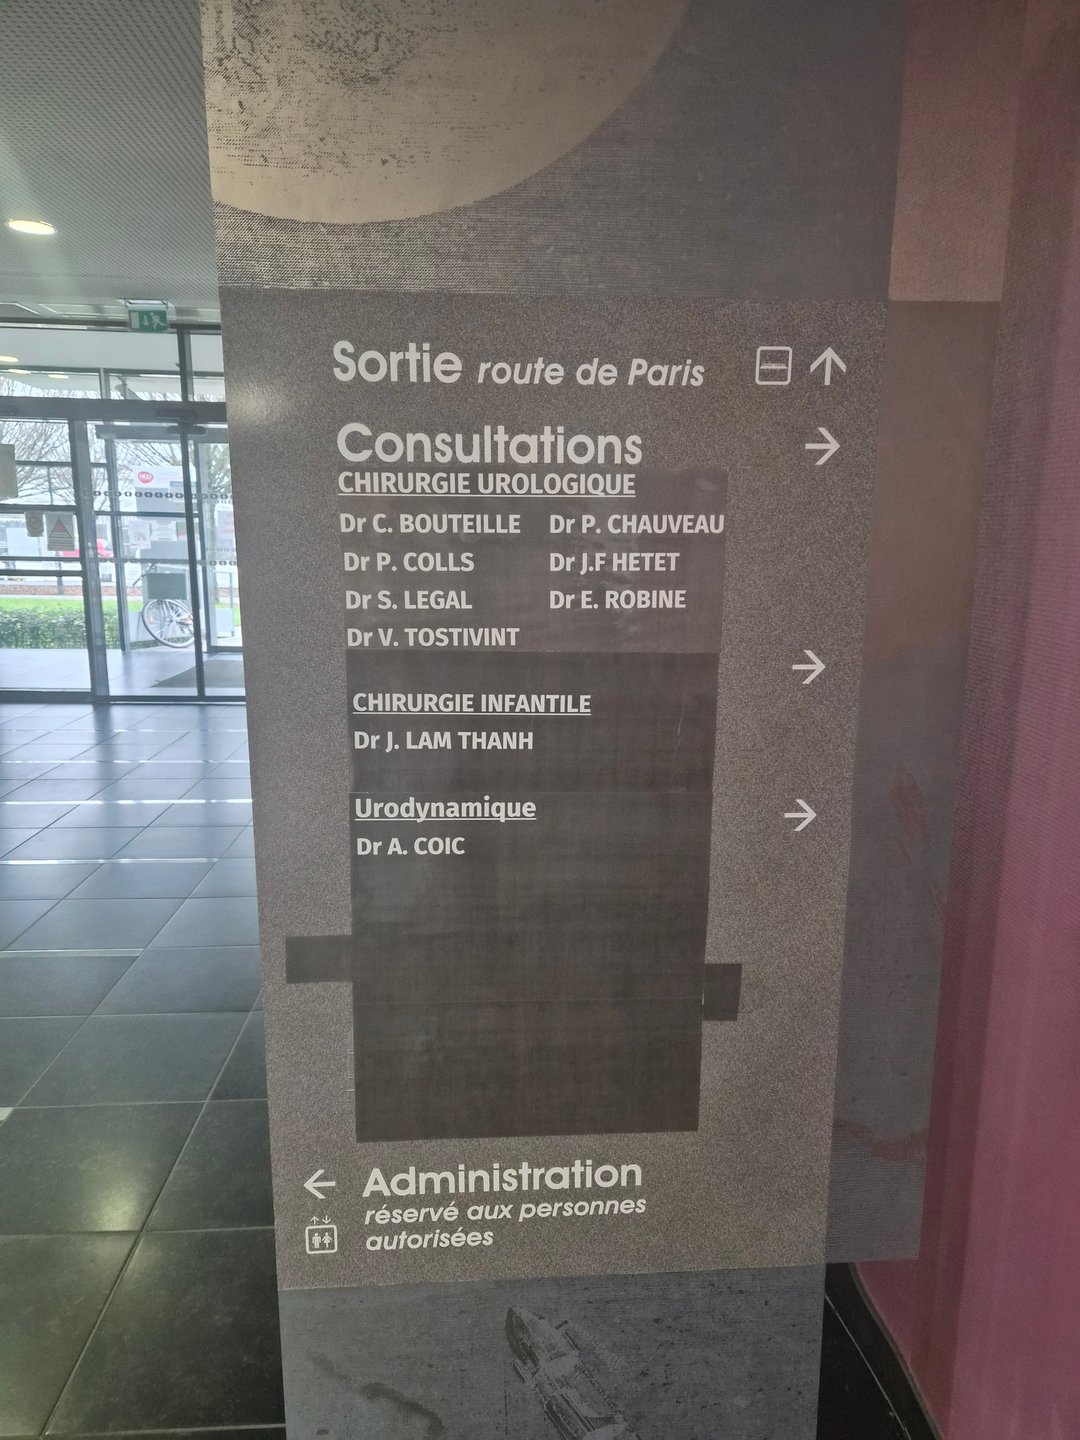 Sortie route de Paris
Consultations
CHIRURGIE UROLOGIQUE
Dr C. BOUTEILLE Dr P. CHAUVEAU
Dr P. COLLS Dr J.F HETET
Dr S. LEGAL Dr E. ROBINE
Dr V. TOSTIVINT
CHIRURGIE INFANTILE
Dr J. LAM THANH
Urodynamique
Dr A. COIC
Administration
réservé aux personnes
autorisées